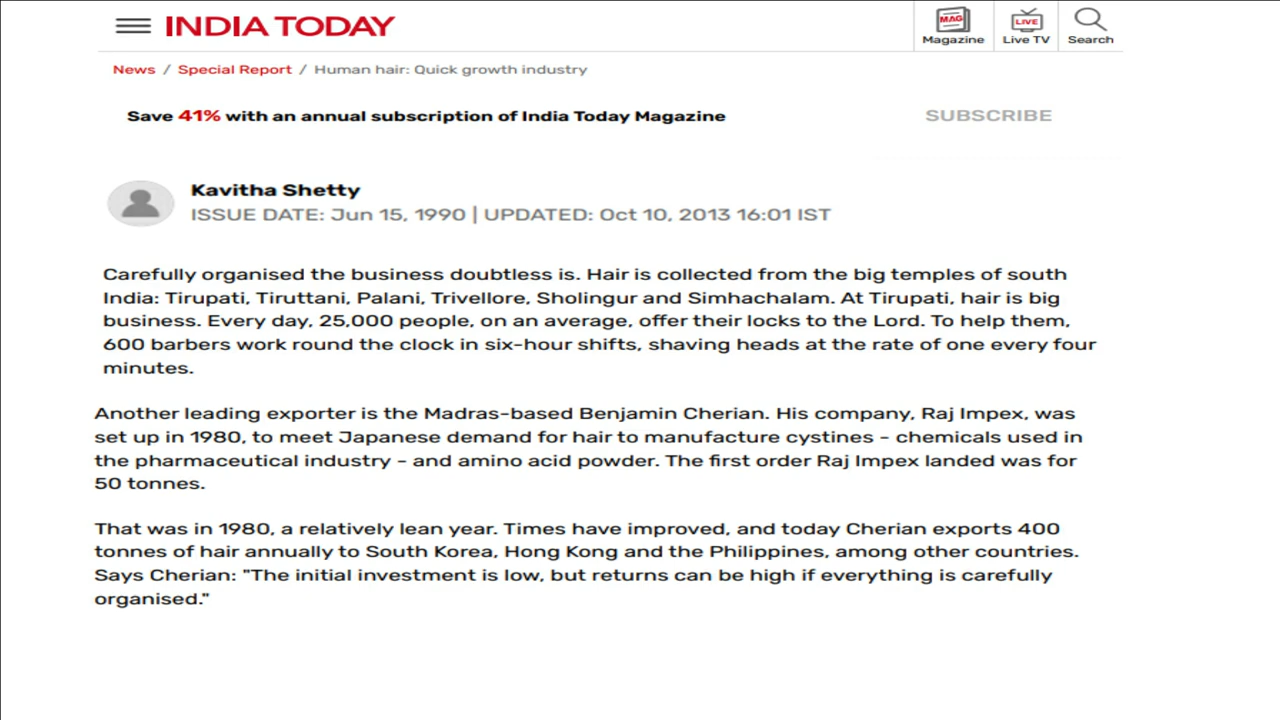 INDIA TODAY
MAG
Magazine
LIVE
Live TV
Search
News / Special Report / Human hair: Quick growth industry
Save 41% with an annual subscription of India Today Magazine
SUBSCRIBE
Kavitha Shetty
ISSUE DATE: Jun 15, 1990 | UPDATED: Oct 10, 2013 16:01 IST
Carefully organised the business doubtless is. Hair is collected from the big temples of south
India: Tirupati, Tiruttani, Palani, Trivellore, Sholingur and Simhachalam. At Tirupati, hair is big
business. Every day, 25,000 people, on an average, offer their locks to the Lord. To help them,
600 barbers work round the clock in six-hour shifts, shaving heads at the rate of one every four
minutes.
Another leading exporter is the Madras-based Benjamin Cherian. His company, Raj Impex, was
set up in 1980, to meet Japanese demand for hair to manufacture cystines - chemicals used in
the pharmaceutical industry - and amino acid powder. The first order Raj Impex landed was for
50 tonnes.
That was in 1980, a relatively lean year. Times have improved, and today Cherian exports 400
tonnes of hair annually to South Korea, Hong Kong and the Philippines, among other countries.
Says Cherian: "The initial investment is low, but returns can be high if everything is carefully
organised."